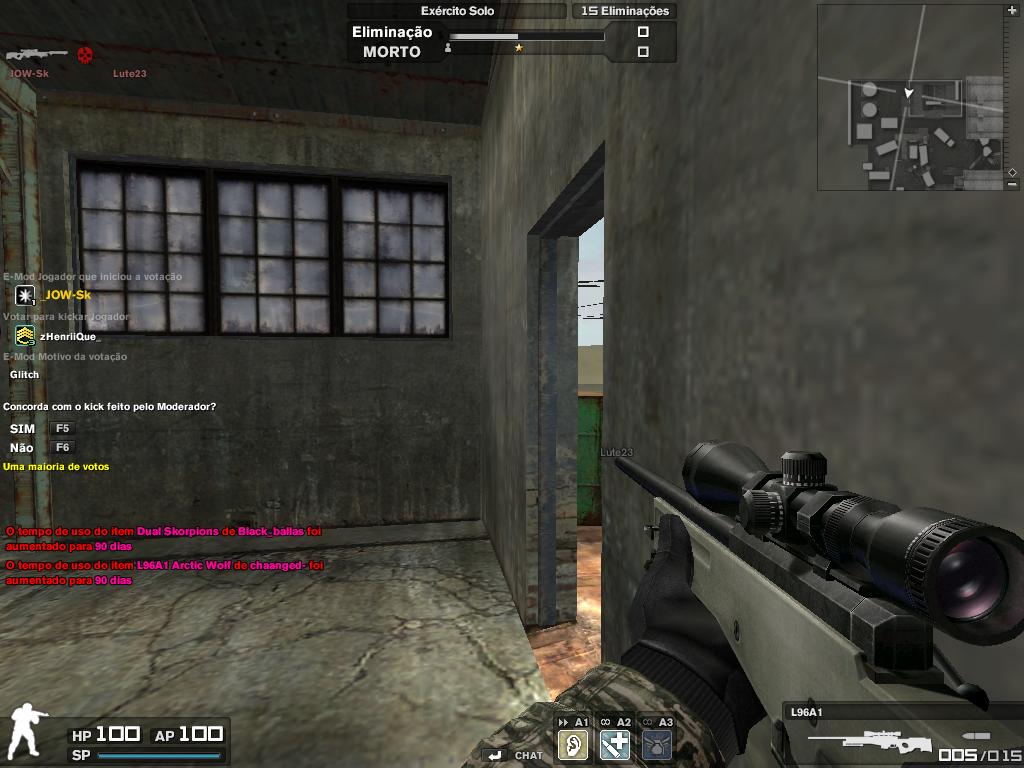 Exército Solo
15 Eliminações
Eliminação 0
MORTO 0
JOW-Sk Lute23
E-Mod Jogador que iniciou a votação
1 _JOW-Sk
Votar para kickar Jogador
zHenriiQue_
E-Mod Motivo da votação
Glitch
Concorda com o kick feito pelo Moderador?
SIM F5
Não F6
Uma maioria de votos
Lute23
O tempo de uso do item Dual Skorpions de Black_ballas foi
aumentado para 90 dias
O tempo de uso do item L96A1 Arctic Wolf de chaanged- foi
aumentado para 90 dias
HP 100 AP 100
SP
CHAT
A1 ∞ A2 ∞ A3
L96A1
005/015